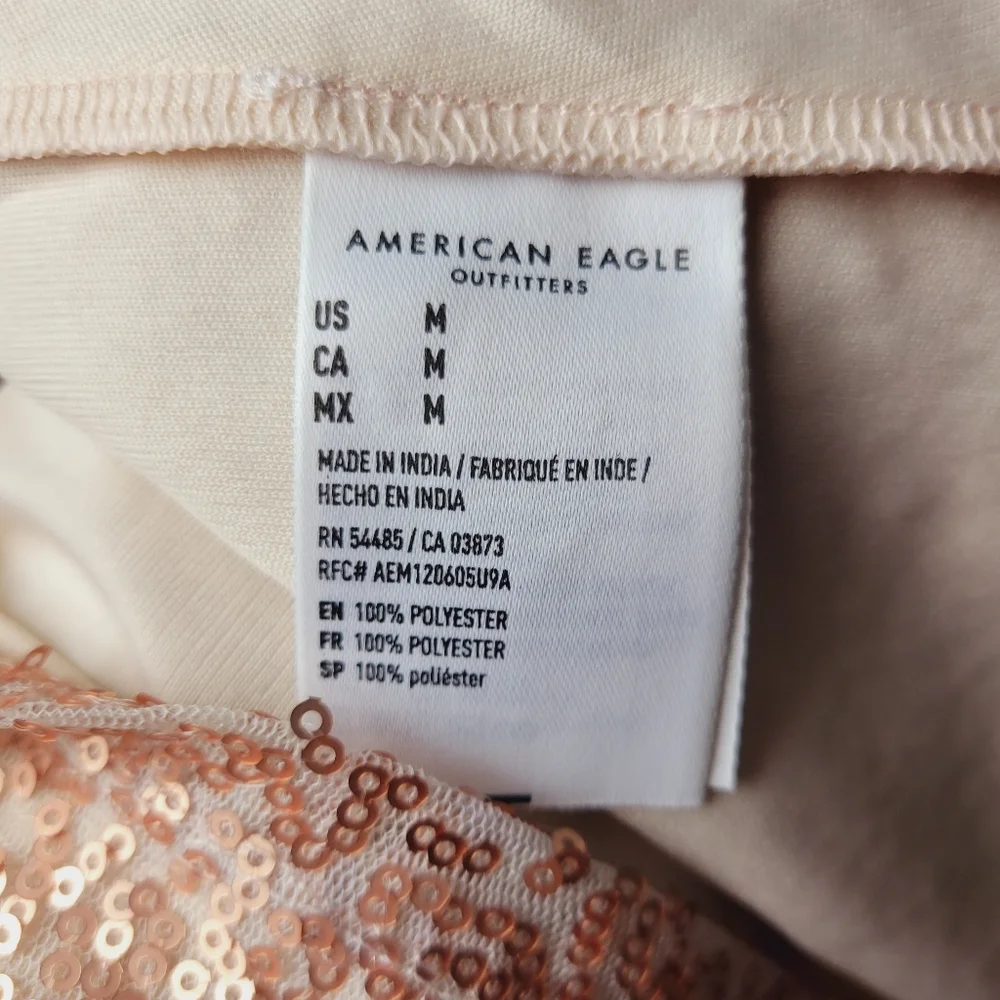 AMERICAN EAGLE
OUTFITTERS
US M
CA M
MX M
MADE IN INDIA / FABRIQUÉ EN INDE /
HECHO EN INDIA
RN 54485 / CA 03873
RFC# AEM120605U9A
EN 100% POLYESTER
FR 100% POLYESTER
SP 100% poliéster